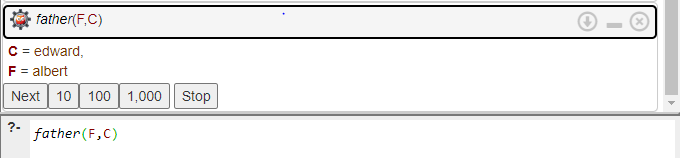 father(F,C)
C = edward,
F = albert
Next 10 100 1,000 Stop
?- father(F,C)